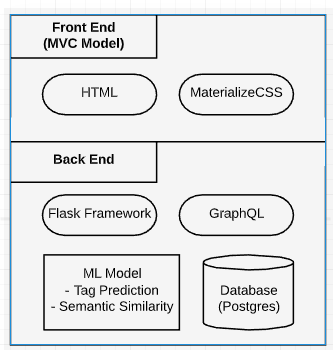 Front End
(MVC Model)
HTML
MaterializeCSS
Back End
Flask Framework
GraphQL
ML Model
- Tag Prediction
- Semantic Similarity
Database
(Postgres)